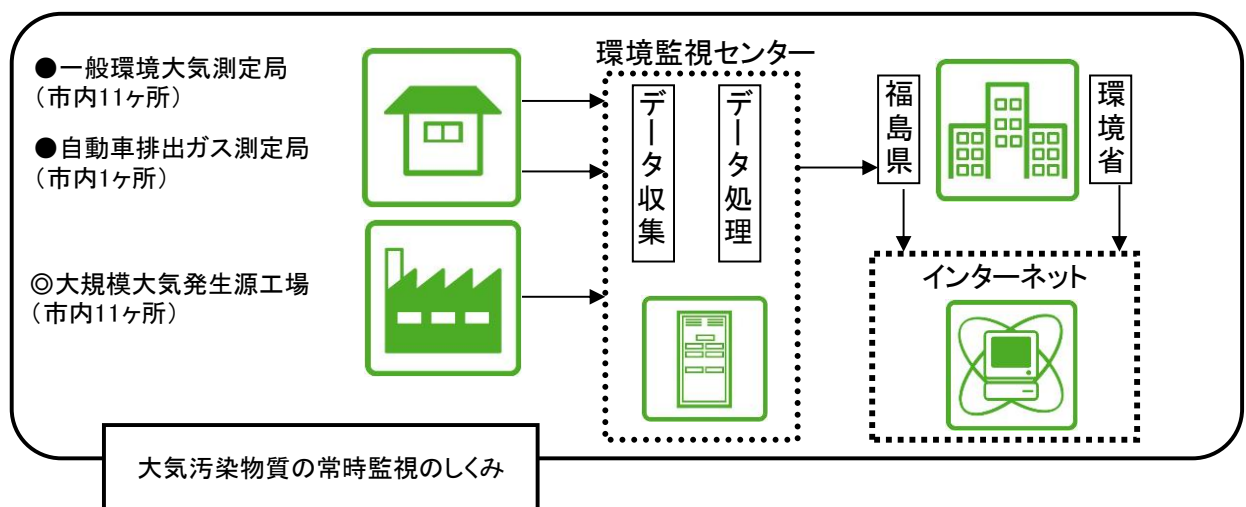 ●一般環境大気測定局
（市内11ヶ所）
●自動車排出ガス測定局
（市内1ヶ所）
◎大規模大気発生源工場
（市内11ヶ所）
環境監視センター
データ収集
データ処理
福島県
環境省
インターネット
大気汚染物質の常時監視のしくみ